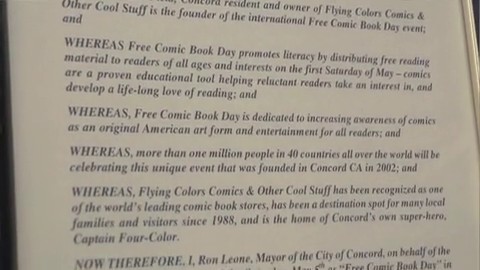 Concord resident and owner of Flying Colors Comics &
Other Cool Stuff is the founder of the international Free Comic Book Day event;
and
WHEREAS Free Comic Book Day promotes literacy by distributing free reading
material to readers of all ages and interests on the first Saturday of May – comics
are a proven educational tool helping reluctant readers take an interest in, and
develop a life-long love of reading; and
WHEREAS, Free Comic Book Day is dedicated to increasing awareness of comics
as an original American art form and entertainment for all readers; and
WHEREAS, more than one million people in 40 countries all over the world will be
celebrating this unique event that was founded in Concord CA in 2002; and
WHEREAS, Flying Colors Comics & Other Cool Stuff has been recognized as one
of the world's leading comic book stores, has been a destination spot for many local
families and visitors since 1988, and is the home of Concord's own super-hero,
Captain Four-Color.
NOW THEREFORE, I, Ron Leone, Mayor of the City of Concord, on behalf of the
May 5th as "Free Comic Book Day" in